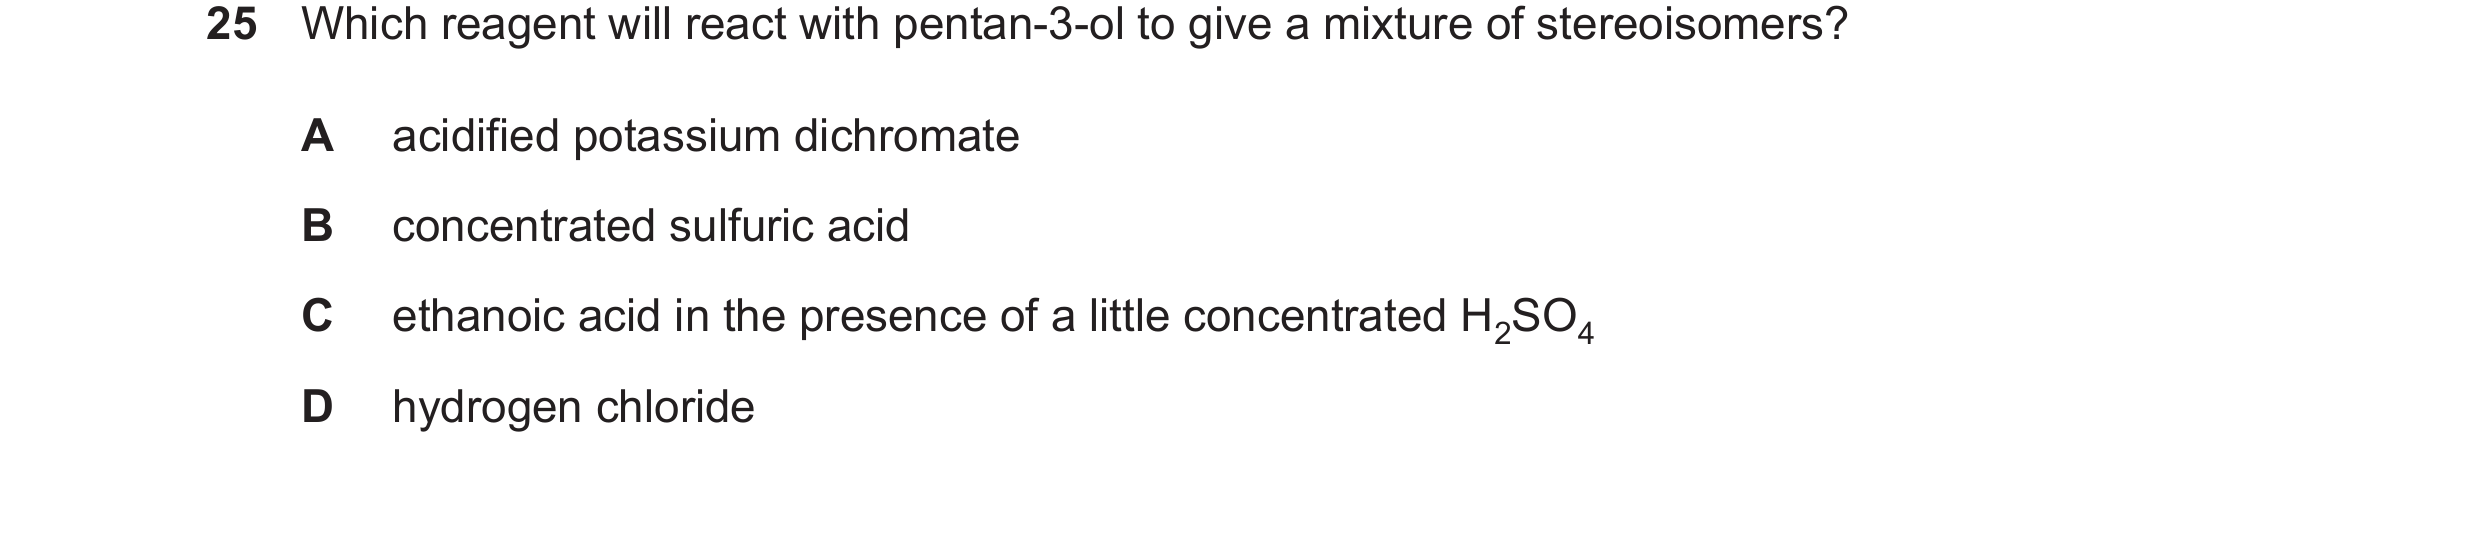 25 Which reagent will react with pentan-3-ol to give a mixture of stereoisomers?
A acidified potassium dichromate
B concentrated sulfuric acid
C ethanoic acid in the presence of a little concentrated H₂SO₄
D hydrogen chloride